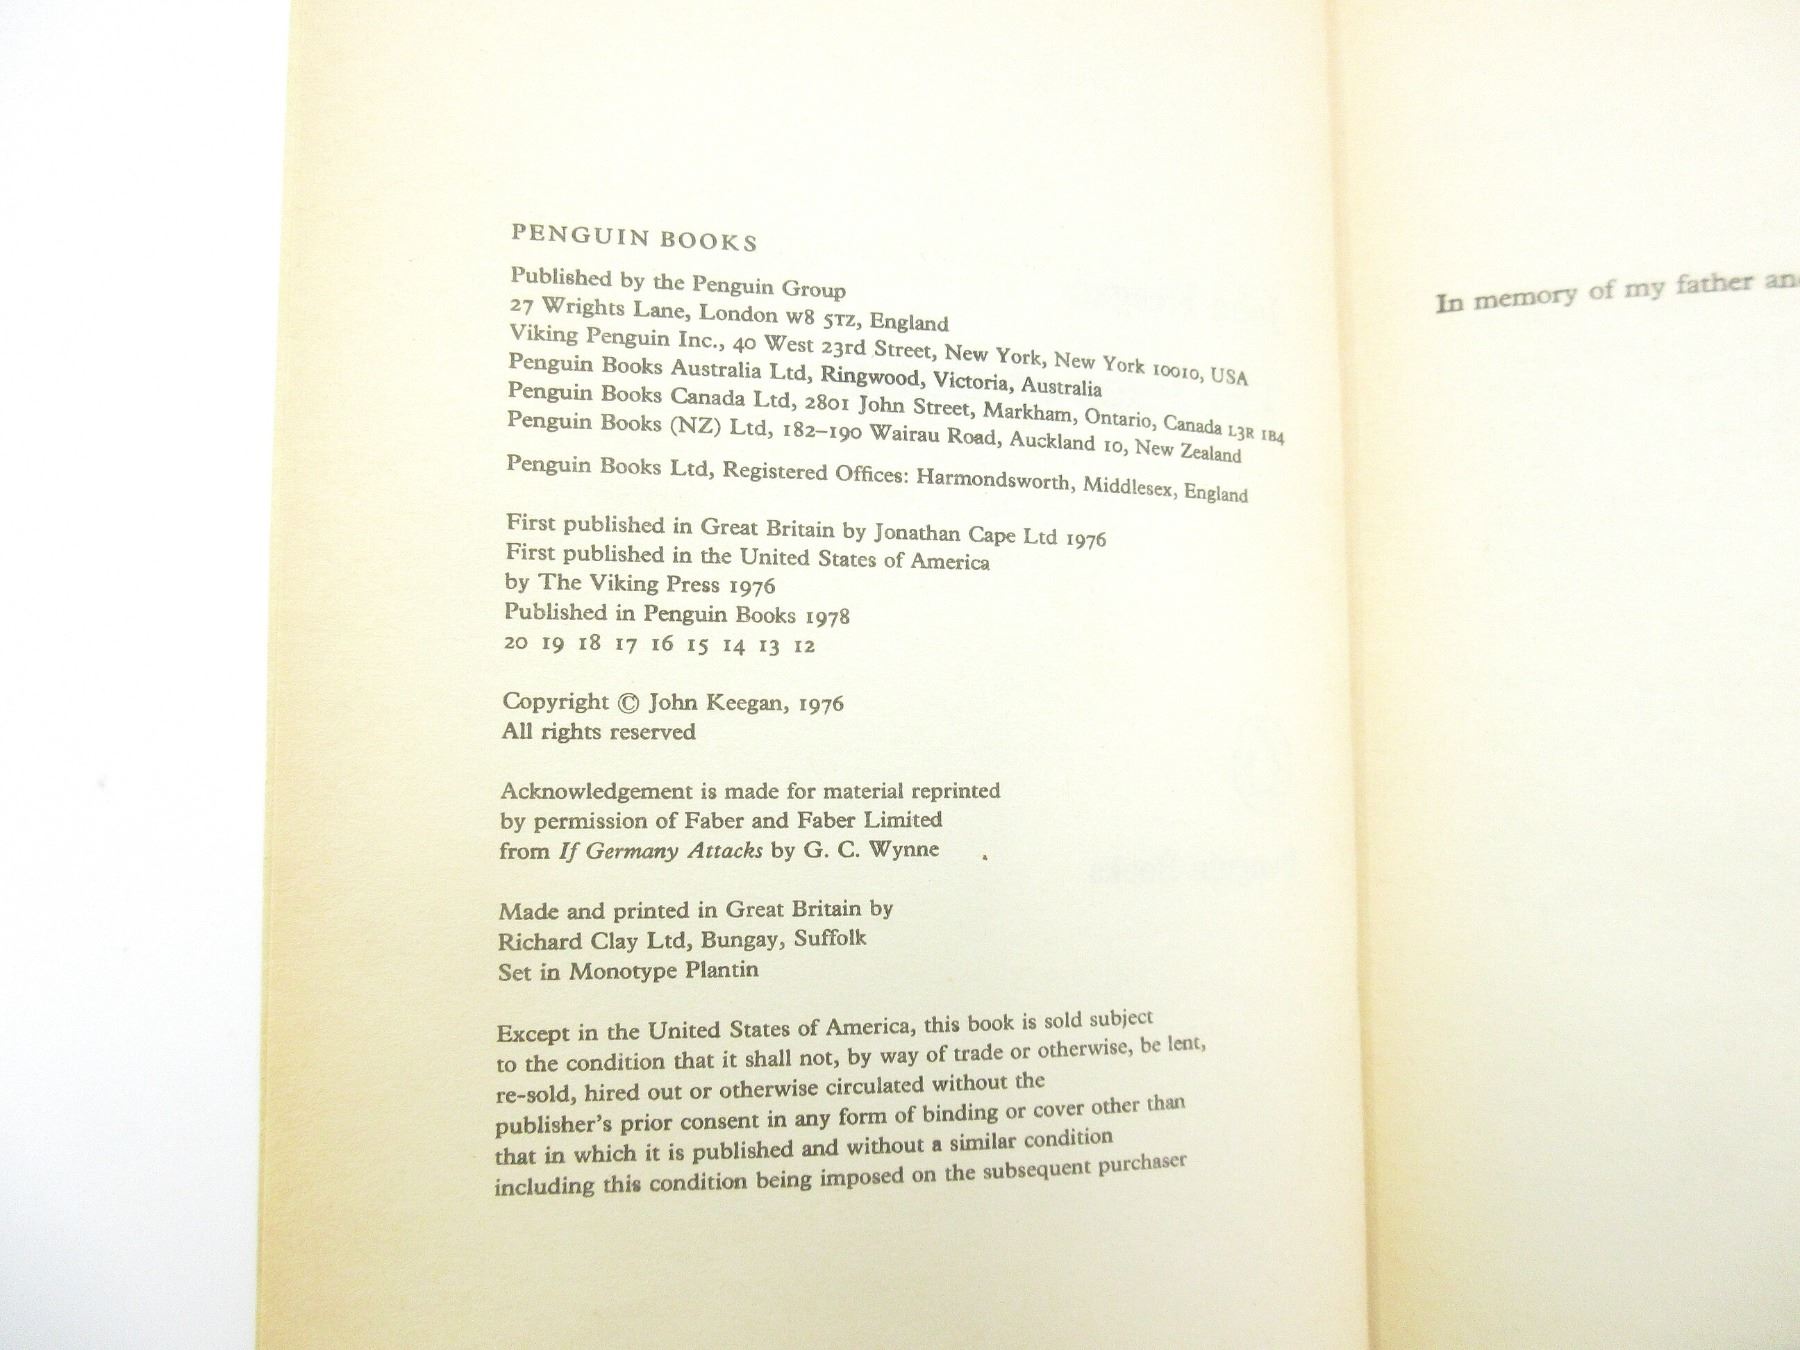 PENGUIN BOOKS
Published by the Penguin Group
27 Wrights Lane, London W8 5TZ, England
Viking Penguin Inc., 40 West 23rd Street, New York, New York 10010, USA
Penguin Books Australia Ltd, Ringwood, Victoria, Australia
Penguin Books Canada Ltd, 2801 John Street, Markham, Ontario, Canada L3R 1B4
Penguin Books (NZ) Ltd, 182–190 Wairau Road, Auckland 10, New Zealand
Penguin Books Ltd, Registered Offices: Harmondsworth, Middlesex, England
First published in Great Britain by Jonathan Cape Ltd 1976
First published in the United States of America
by The Viking Press 1976
Published in Penguin Books 1978
20 19 18 17 16 15 14 13 12
Copyright © John Keegan, 1976
All rights reserved
Acknowledgement is made for material reprinted
by permission of Faber and Faber Limited
from If Germany Attacks by G. C. Wynne
Made and printed in Great Britain by
Richard Clay Ltd, Bungay, Suffolk
Set in Monotype Plantin
Except in the United States of America, this book is sold subject
to the condition that it shall not, by way of trade or otherwise, be lent,
re-sold, hired out or otherwise circulated without the
publisher's prior consent in any form of binding or cover other than
that in which it is published and without a similar condition
including this condition being imposed on the subsequent purchaser
In memory of my father